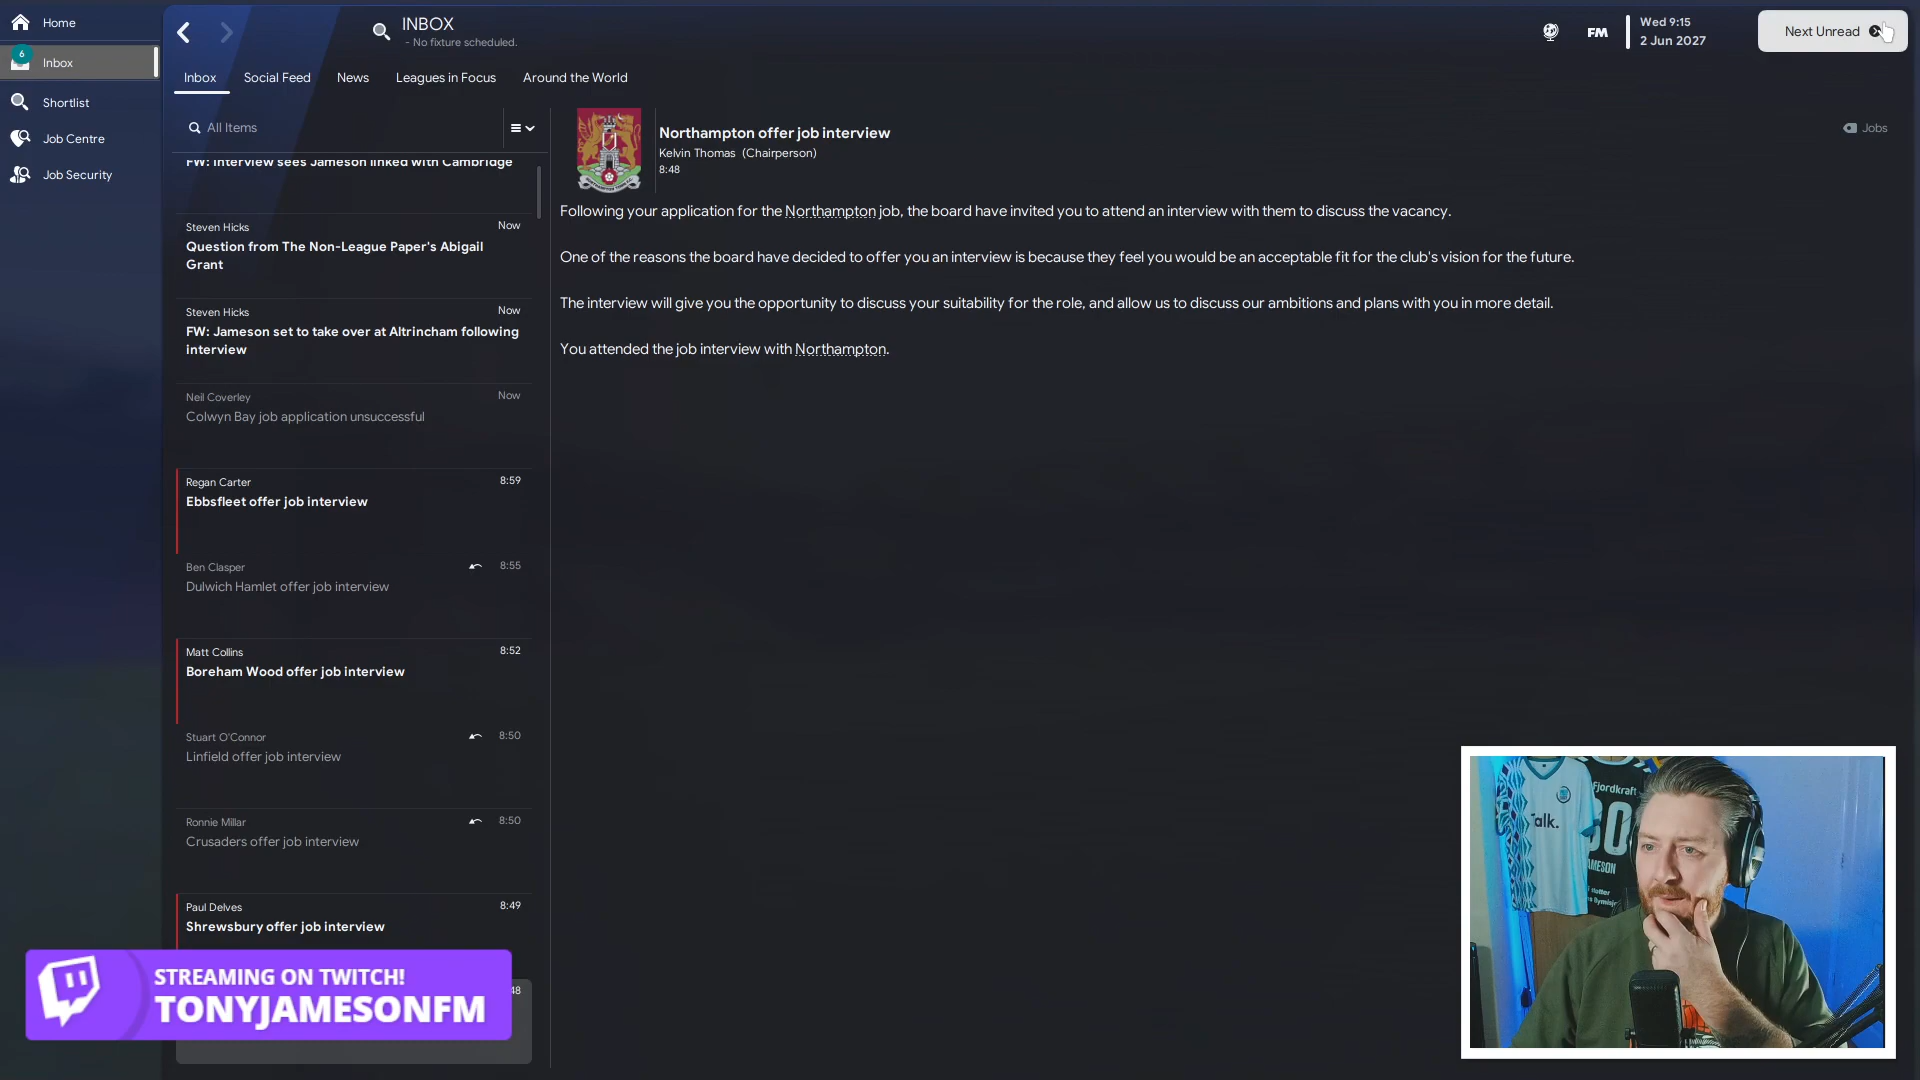 Home
6
Inbox
Shortlist
Job Centre
Job Security
INBOX
- No fixture scheduled.
FM
Wed 9:15
2 Jun 2027
Next Unread
Inbox
Social Feed
News
Leagues in Focus
Around the World
All Items
FW: Interview sees Jameson linked with Cambridge
Steven Hicks
Now
Question from The Non-League Paper's Abigail
Grant
Steven Hicks
Now
FW: Jameson set to take over at Altrincham following
interview
Neil Coverley
Now
Colwyn Bay job application unsuccessful
Regan Carter
8:59
Ebbsfleet offer job interview
Ben Clasper
8:55
Dulwich Hamlet offer job interview
Matt Collins
8:52
Boreham Wood offer job interview
Stuart O'Connor
8:50
Linfield offer job interview
Ronnie Millar
8:50
Crusaders offer job interview
Paul Delves
8:49
Shrewsbury offer job interview
48
Northampton offer job interview
Kelvin Thomas (Chairperson)
8:48
Jobs
Following your application for the Northampton job, the board have invited you to attend an interview with them to discuss the vacancy.
One of the reasons the board have decided to offer you an interview is because they feel you would be an acceptable fit for the club's vision for the future.
The interview will give you the opportunity to discuss your suitability for the role, and allow us to discuss our ambitions and plans with you in more detail.
You attended the job interview with Northampton.
STREAMING ON TWITCH!
TONYJAMESONFM
Talk.
Fjordkraft
80
JAMESON